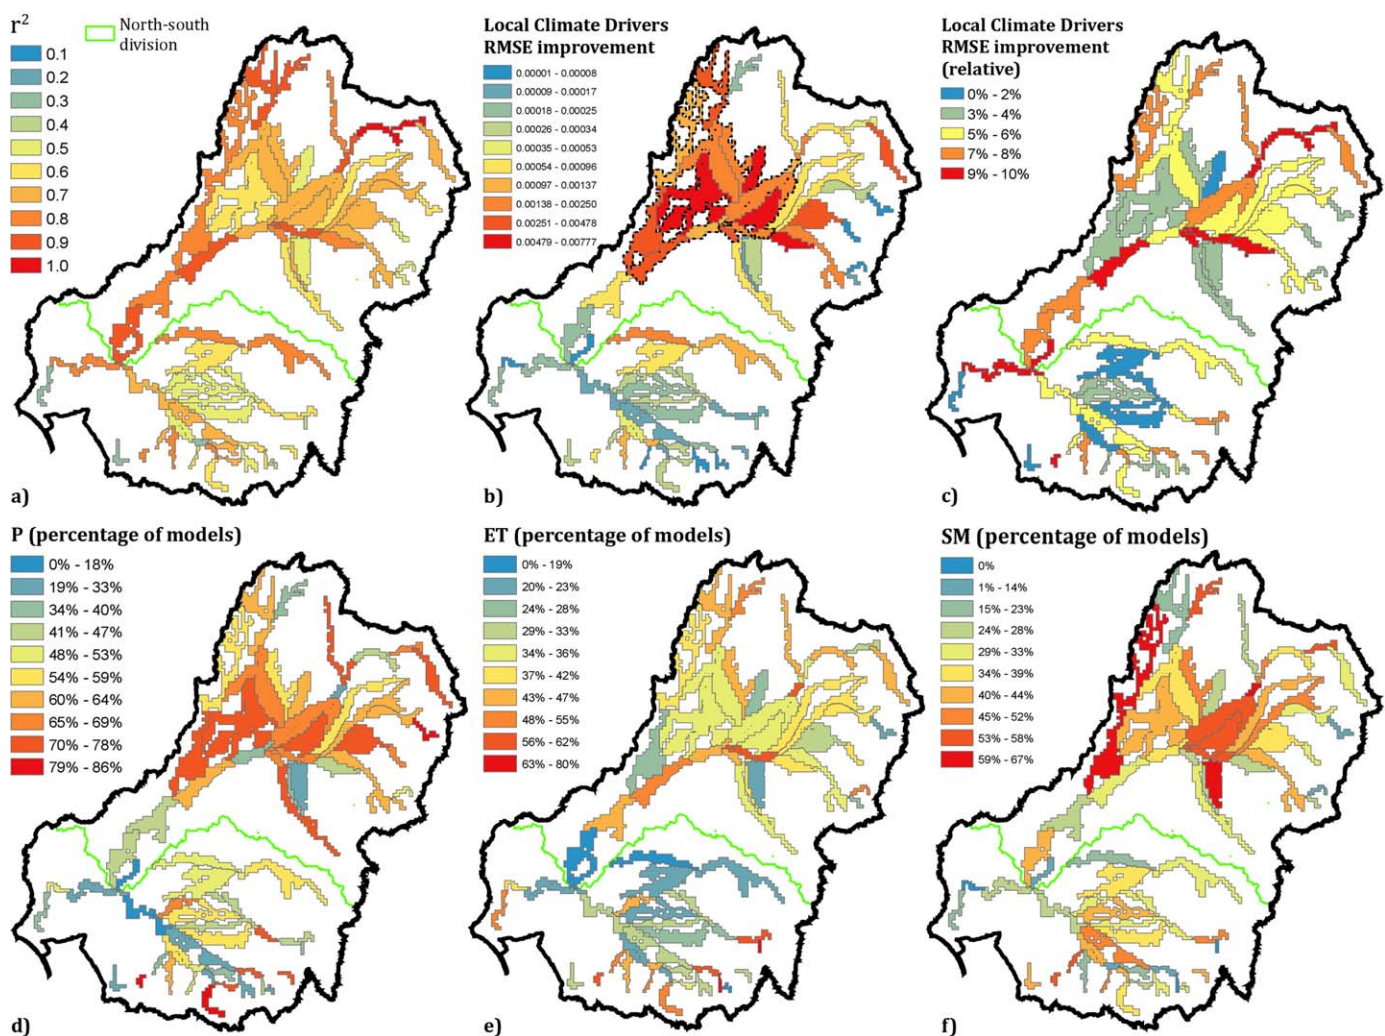 r²
0.1
0.2
0.3
0.4
0.5
0.6
0.7
0.8
0.9
1.0
North-south
division
a)
Local Climate Drivers
RMSE improvement
0.00001 - 0.00008
0.00009 - 0.00017
0.00018 - 0.00025
0.00026 - 0.00034
0.00035 - 0.00053
0.00054 - 0.00096
0.00097 - 0.00137
0.00138 - 0.00250
0.00251 - 0.00478
0.00479 - 0.00777
b)
Local Climate Drivers
RMSE improvement
(relative)
0% - 2%
3% - 4%
5% - 6%
7% - 8%
9% - 10%
c)
P (percentage of models)
0% - 18%
19% - 33%
34% - 40%
41% - 47%
48% - 53%
54% - 59%
60% - 64%
65% - 69%
70% - 78%
79% - 86%
d)
ET (percentage of models)
0% - 19%
20% - 23%
24% - 28%
29% - 33%
34% - 36%
37% - 42%
43% - 47%
48% - 55%
56% - 62%
63% - 80%
e)
SM (percentage of models)
0%
1% - 14%
15% - 23%
24% - 28%
29% - 33%
34% - 39%
40% - 44%
45% - 52%
53% - 58%
59% - 67%
f)